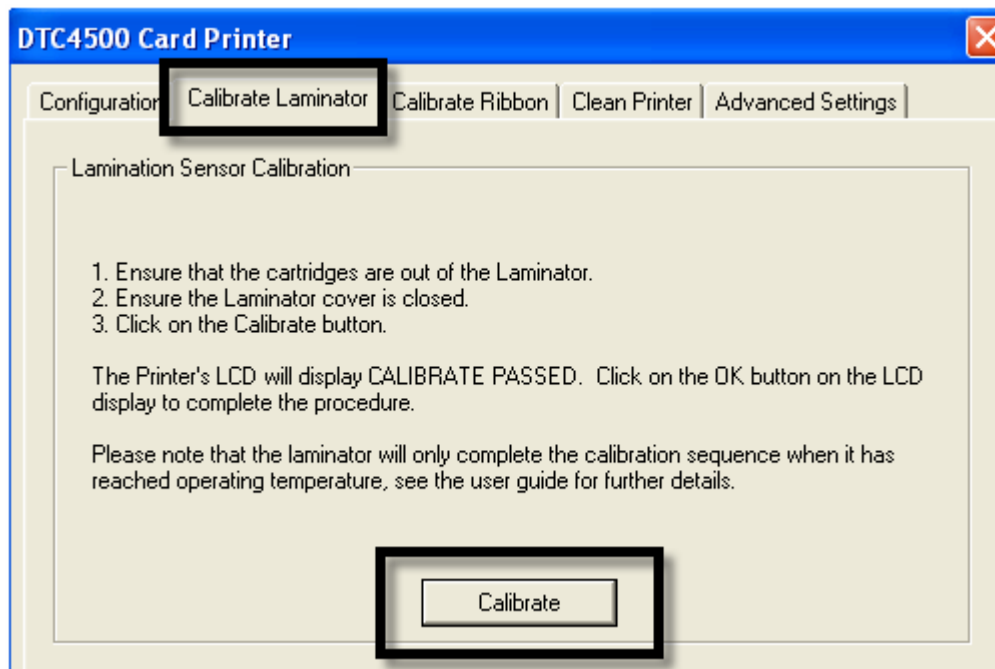 DTC4500 Card Printer
Configuration Calibrate Laminator Calibrate Ribbon Clean Printer Advanced Settings
Lamination Sensor Calibration
1. Ensure that the cartridges are out of the Laminator.
2. Ensure the Laminator cover is closed.
3. Click on the Calibrate button.
The Printer's LCD will display CALIBRATE PASSED. Click on the OK button on the LCD
display to complete the procedure.
Please note that the laminator will only complete the calibration sequence when it has
reached operating temperature, see the user guide for further details.
Calibrate